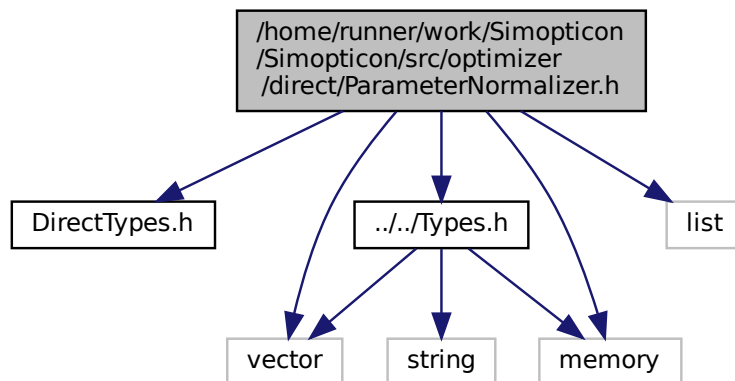 /home/runner/work/Simopticon
/Simopticon/src/optimizer
/direct/ParameterNormalizer.h
DirectTypes.h
../../Types.h
list
vector
string
memory